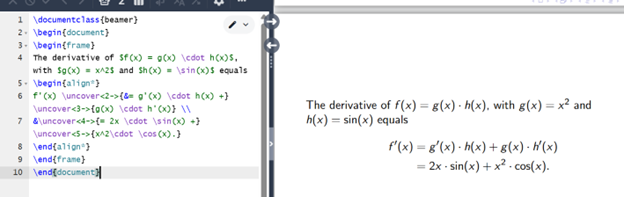 1 \documentclass{beamer}
2 \begin{document}
3 \begin{frame}
4 The derivative of $f(x) = g(x) \cdot h(x)$,
with $g(x) = x^2$ and $h(x) = \sin(x)$ equals
5 \begin{align*}
6 f'(x) \uncover<2->{&= g'(x) \cdot h(x) +}
\uncover<3->{g(x) \cdot h'(x)} \\
7 &\uncover<4->{= 2x \cdot \sin(x) +}
\uncover<5->{x^2\cdot \cos(x).}
8 \end{align*}
9 \end{frame}
10 \end{document}
The derivative of f(x) = g(x) · h(x), with g(x) = x² and
h(x) = sin(x) equals
f′(x) = g′(x) · h(x) + g(x) · h′(x)
= 2x · sin(x) + x² · cos(x).